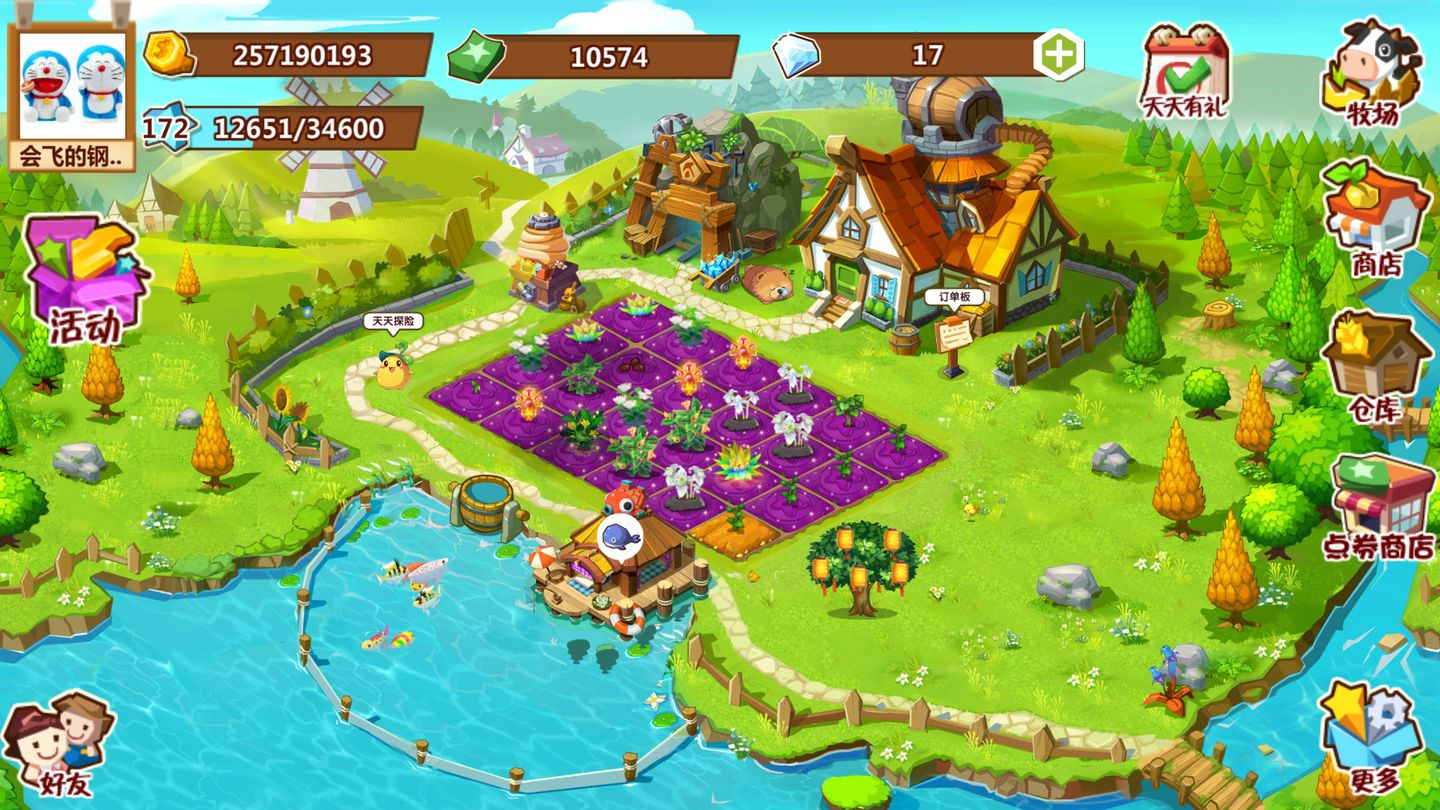 257190193
10574
17
172
12651/34600
会飞的钢..
天天有礼
牧场
活动
商店
订单板
天天探险
仓库
点券商店
好友
更多